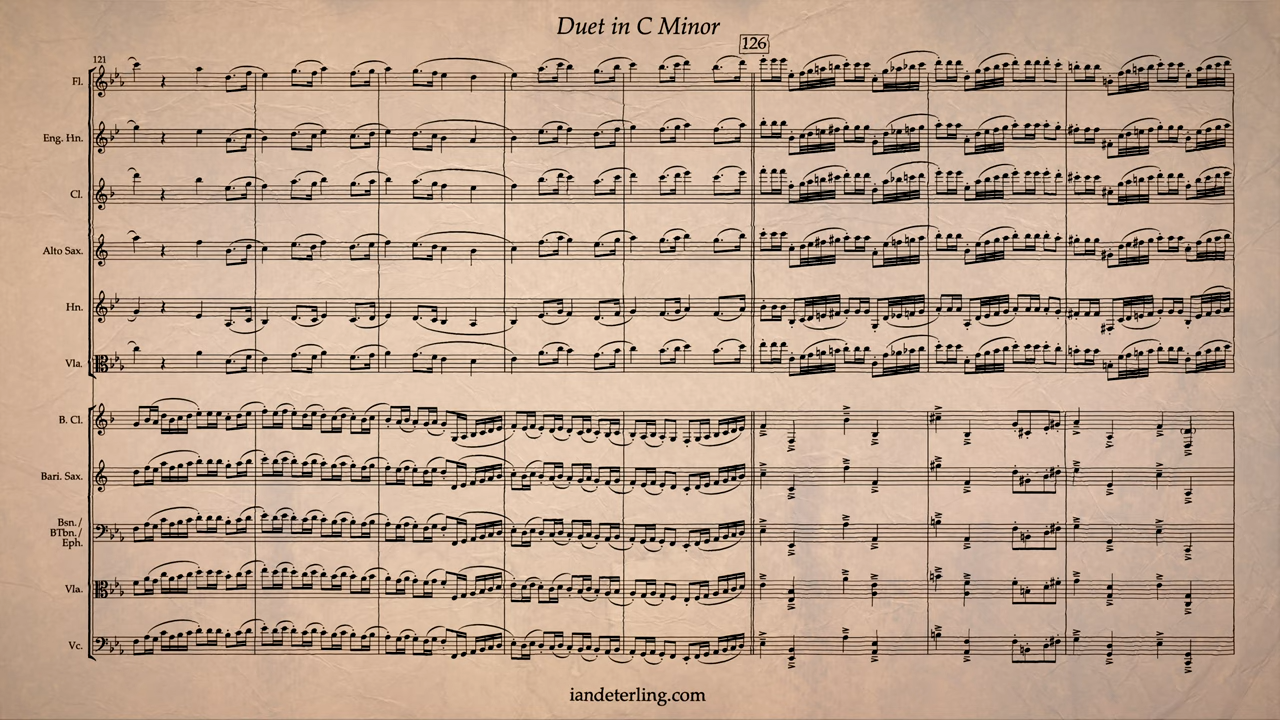 Duet in C Minor
126
121
Fl.
Eng. Hn.
Cl.
Alto Sax.
Hn.
Vla.
B. Cl.
Bari. Sax.
Bsn./
BTbn./
Eph.
Vla.
Vc.
iandeterling.com